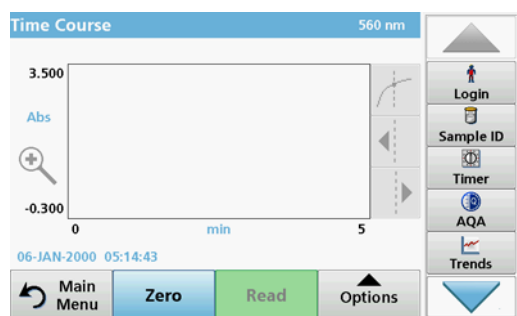 Time Course 560 nm
3.500
Abs
-0.300
0 min 5
06-JAN-2000 05:14:43
Main
Menu
Zero
Read
Options
Login
Sample ID
Timer
AQA
Trends